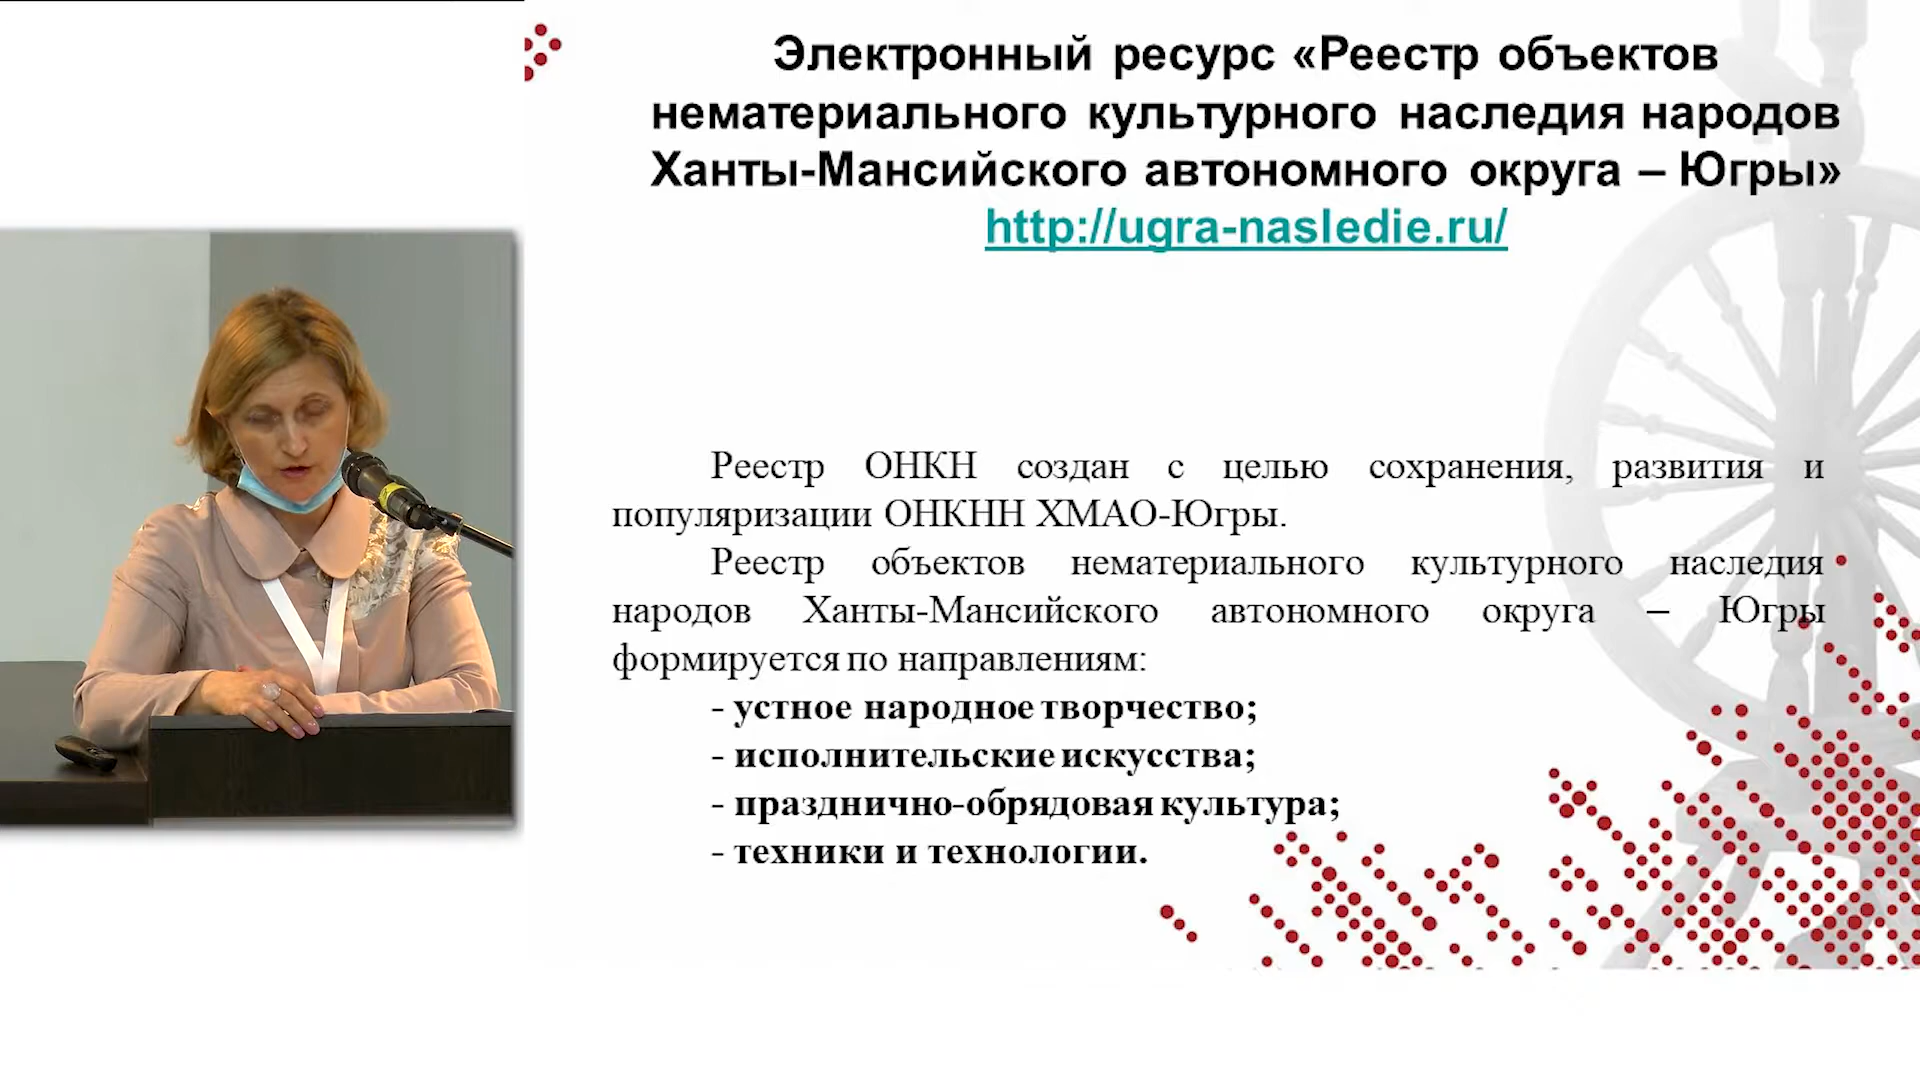 Электронный ресурс «Реестр объектов
нематериального культурного наследия народов
Ханты-Мансийского автономного округа – Югры»
http://ugra-nasledie.ru/
Реестр ОНКН создан с целью сохранения, развития и
популяризации ОНКНН ХМАО-Югры.
Реестр объектов нематериального культурного наследия
народов Ханты-Мансийского автономного округа – Югры
формируется по направлениям:
- устное народное творчество;
- исполнительские искусства;
- празднично-обрядовая культура;
- техники и технологии.